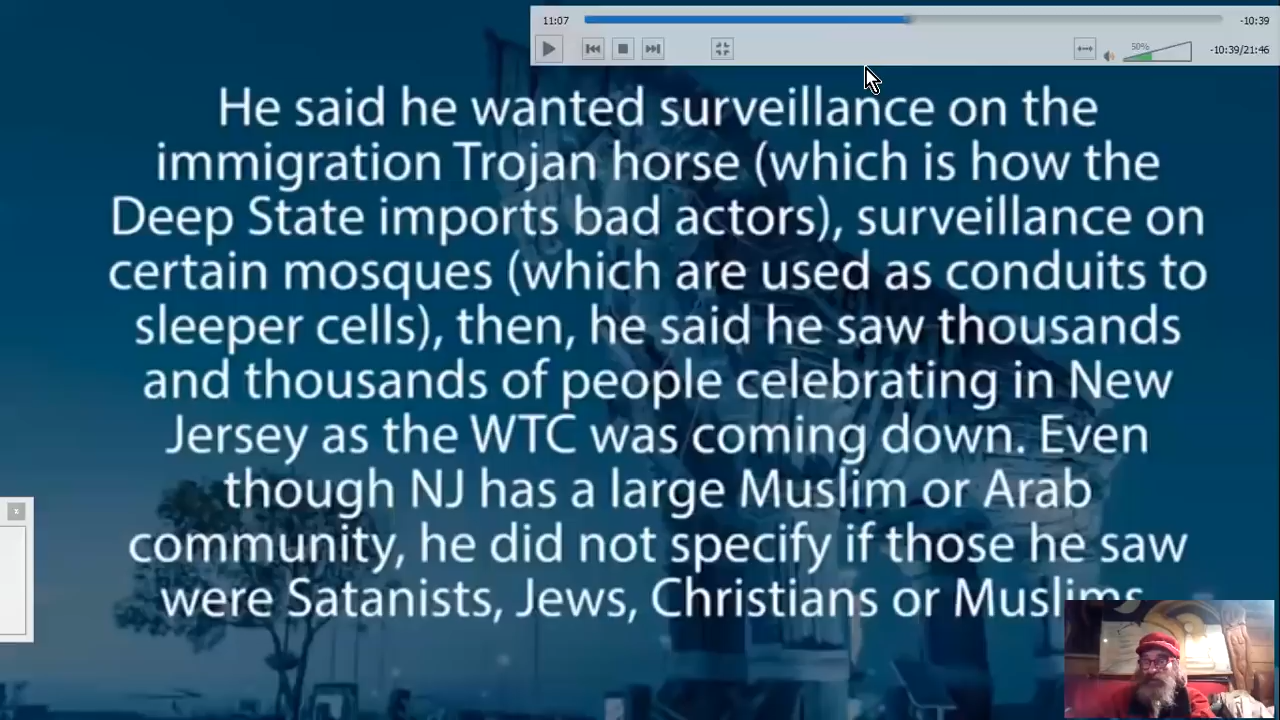 11:07
-10:39
50%
-10:39/21:46
He said he wanted surveillance on the
immigration Trojan horse (which is how the
Deep State imports bad actors), surveillance on
certain mosques (which are used as conduits to
sleeper cells), then, he said he saw thousands
and thousands of people celebrating in New
Jersey as the WTC was coming down. Even
though NJ has a large Muslim or Arab
community, he did not specify if those he saw
were Satanists, Jews, Christians or Muslims